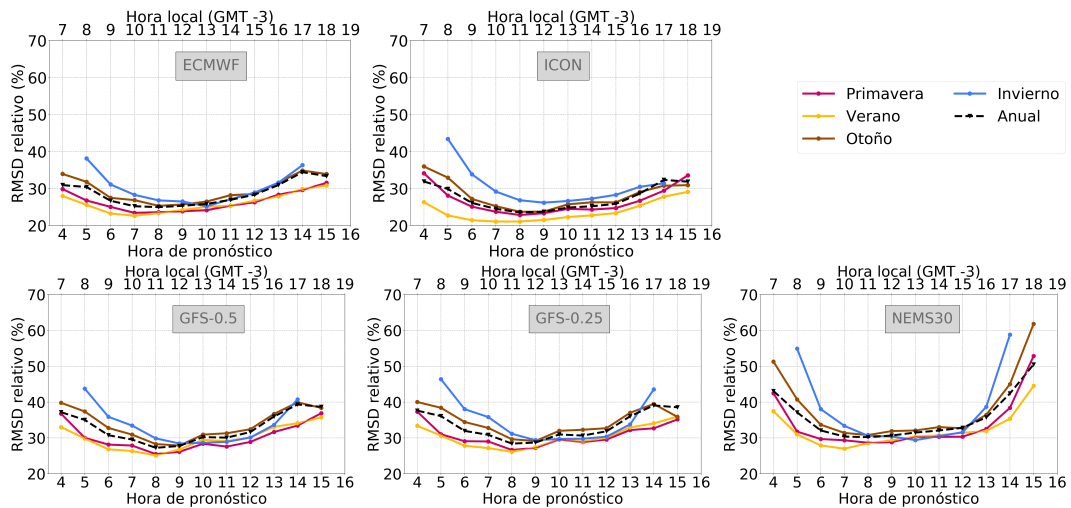 Hora local (GMT -3)
7 8 9 10 11 12 13 14 15 16 17 18 19
70
60
50
40
30
20
RMSD relativo (%)
ECMWF
4 5 6 7 8 9 10 11 12 13 14 15 16
Hora de pronóstico
Hora local (GMT -3)
7 8 9 10 11 12 13 14 15 16 17 18 19
70
60
50
40
30
20
RMSD relativo (%)
ICON
4 5 6 7 8 9 10 11 12 13 14 15 16
Hora de pronóstico
Primavera
Verano
Otoño
Invierno
Anual
Hora local (GMT -3)
7 8 9 10 11 12 13 14 15 16 17 18 19
70
60
50
40
30
20
RMSD relativo (%)
GFS-0.5
4 5 6 7 8 9 10 11 12 13 14 15 16
Hora de pronóstico
Hora local (GMT -3)
7 8 9 10 11 12 13 14 15 16 17 18 19
70
60
50
40
30
20
RMSD relativo (%)
GFS-0.25
4 5 6 7 8 9 10 11 12 13 14 15 16
Hora de pronóstico
Hora local (GMT -3)
7 8 9 10 11 12 13 14 15 16 17 18 19
70
60
50
40
30
20
RMSD relativo (%)
NEMS30
4 5 6 7 8 9 10 11 12 13 14 15 16
Hora de pronóstico